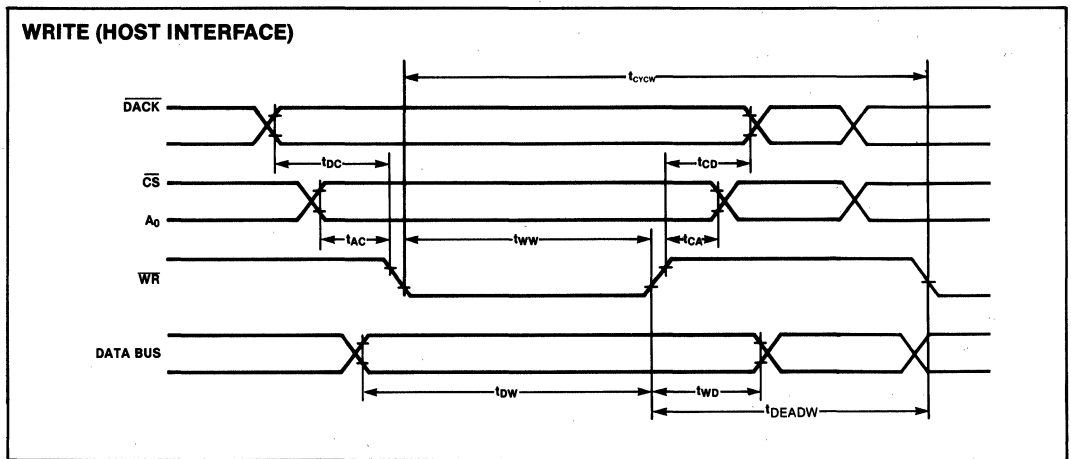 WRITE (HOST INTERFACE)
tCYCW
DACK
tDC
tCD
CS
A0
tAC
tWW
tCA
WR
DATA BUS
tDW
tWD
tDEADW